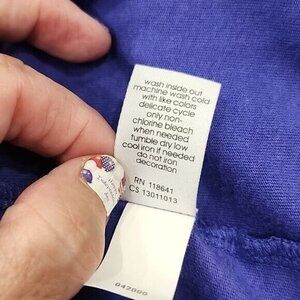 wash inside out
machine wash cold
with like colors
delicate cycle
only non-
chlorine bleach
when needed
tumble dry low
cool iron if needed
do not iron
decoration
RN 118641
CS 13011013
042000